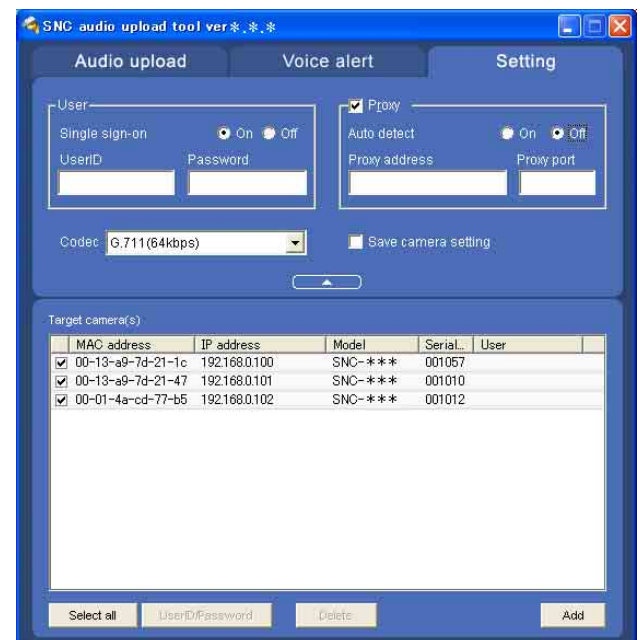 SNC audio upload tool ver*.*.*
Audio upload Voice alert Setting
User
Single sign-on On Off
UserID Password
Proxy
Auto detect On Off
Proxy address Proxy port
Codec G.711(64kbps) Save camera setting
Target camera(s)
MAC address IP address Model Serial... User
00-13-a9-7d-21-1c 192.168.0.100 SNC-*** 001057
00-13-a9-7d-21-47 192.168.0.101 SNC-*** 001010
00-01-4a-cd-77-b5 192.168.0.102 SNC-*** 001012
Select all UserID/Password Delete Add